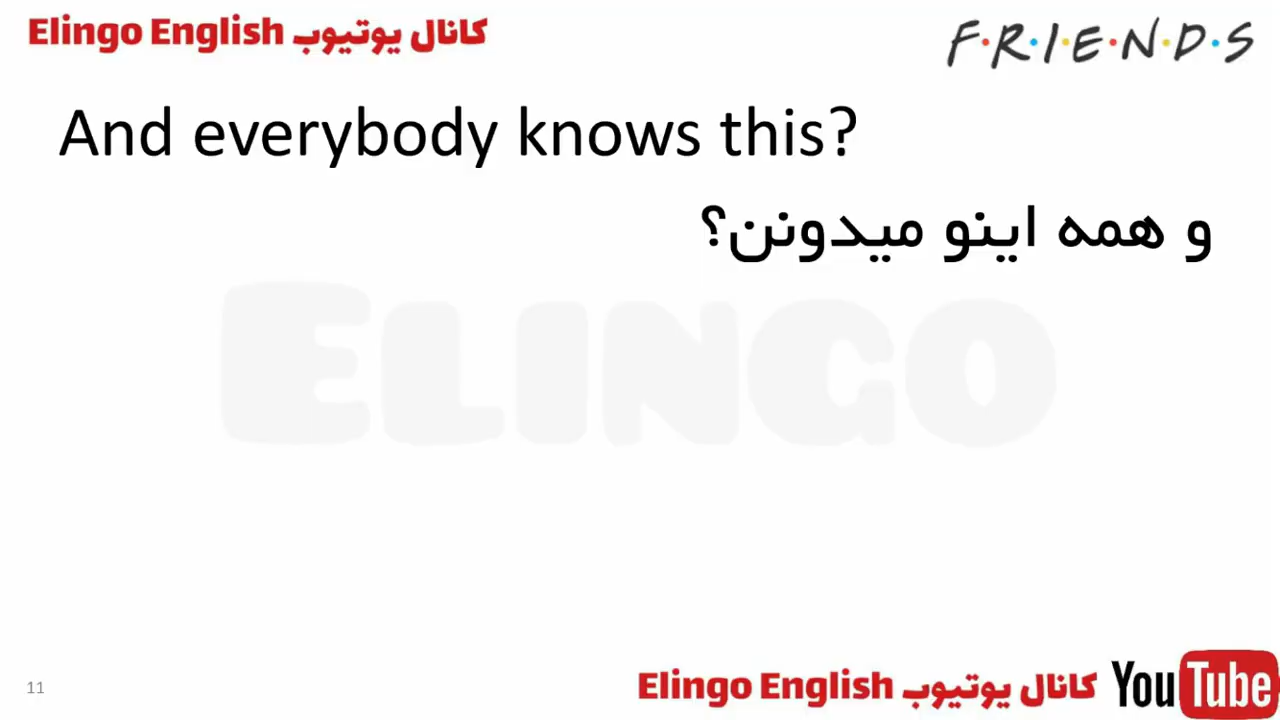 Elingo English کانال یوتیوب
F·R·I·E·N·D·S
And everybody knows this?
و همه اینو میدونن؟
ELINGO
11
Elingo English کانال یوتیوب
YouTube